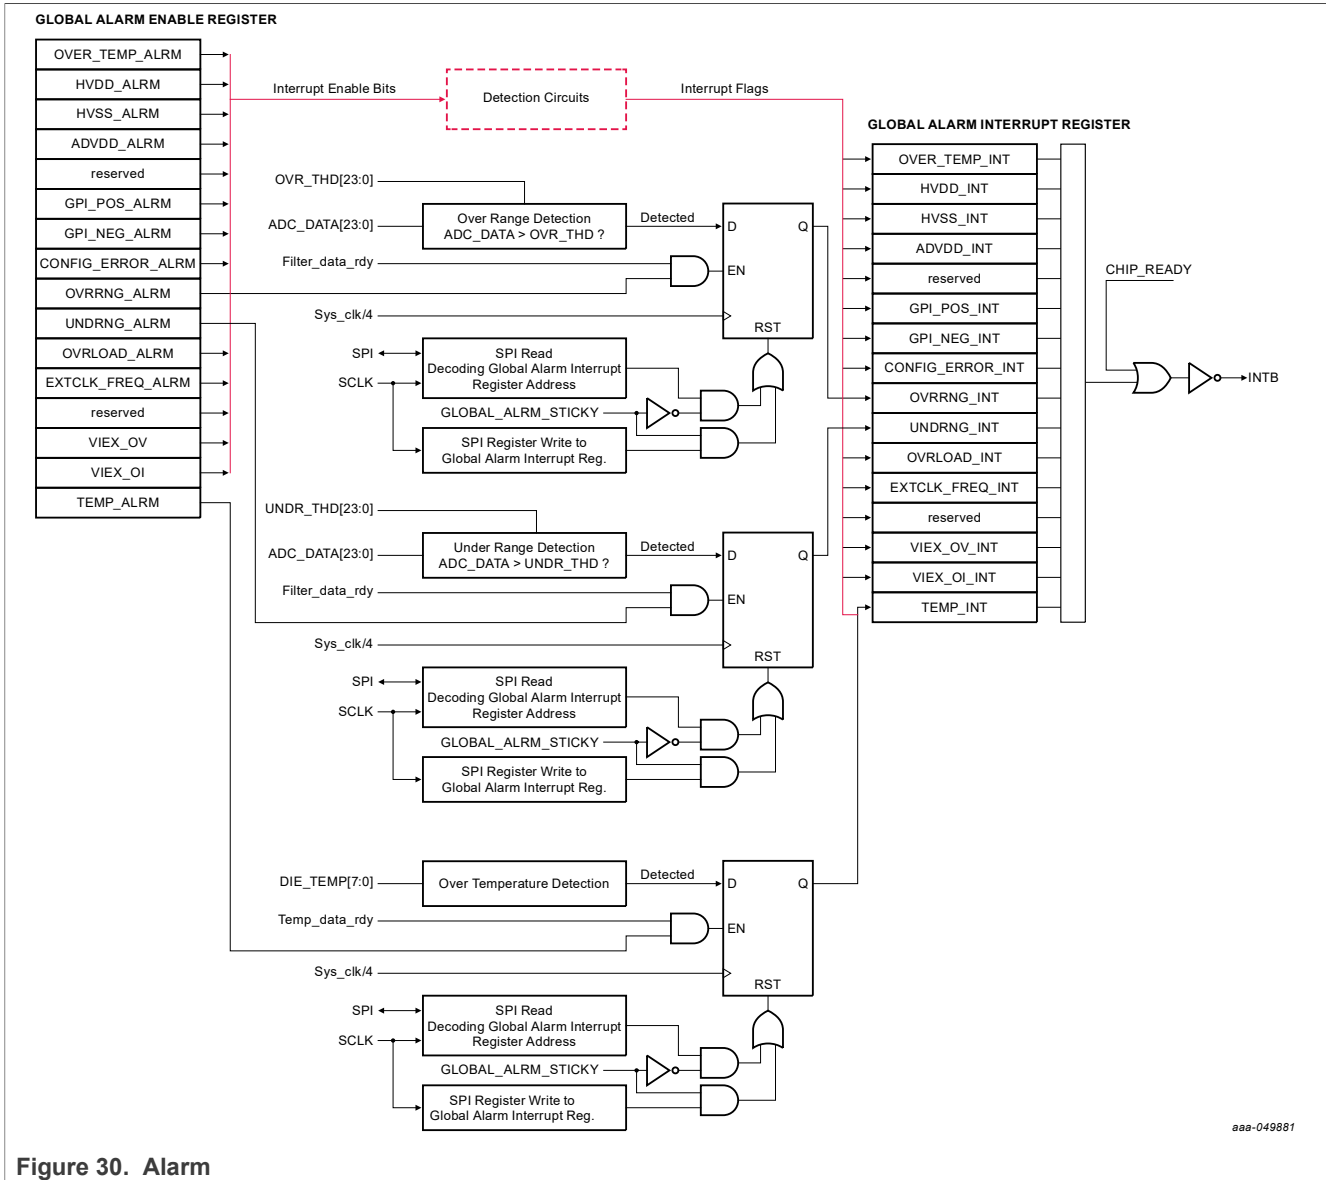 GLOBAL ALARM ENABLE REGISTER
OVER_TEMP_ALRM
HVDD_ALRM
HVSS_ALRM
ADVDD_ALRM
reserved
GPI_POS_ALRM
GPI_NEG_ALRM
CONFIG_ERROR_ALRM
OVRRNG_ALRM
UNDRNG_ALRM
OVRLOAD_ALRM
EXTCLK_FREQ_ALRM
reserved
VIEX_OV
VIEX_OI
TEMP_ALRM
Interrupt Enable Bits
Detection Circuits
Interrupt Flags
OVR_THD[23:0]
ADC_DATA[23:0]
Over Range Detection
ADC_DATA > OVR_THD ?
Detected
Filter_data_rdy
Sys_clk/4
D
Q
EN
RST
SPI
SCLK
SPI Read
Decoding Global Alarm Interrupt
Register Address
GLOBAL_ALRM_STICKY
SPI Register Write to
Global Alarm Interrupt Reg.
UNDR_THD[23:0]
ADC_DATA[23:0]
Under Range Detection
ADC_DATA > UNDR_THD ?
Detected
Filter_data_rdy
Sys_clk/4
D
Q
EN
RST
SPI
SCLK
SPI Read
Decoding Global Alarm Interrupt
Register Address
GLOBAL_ALRM_STICKY
SPI Register Write to
Global Alarm Interrupt Reg.
DIE_TEMP[7:0]
Over Temperature Detection
Detected
Temp_data_rdy
Sys_clk/4
D
Q
EN
RST
SPI
SCLK
SPI Read
Decoding Global Alarm Interrupt
Register Address
GLOBAL_ALRM_STICKY
SPI Register Write to
Global Alarm Interrupt Reg.
GLOBAL ALARM INTERRUPT REGISTER
OVER_TEMP_INT
HVDD_INT
HVSS_INT
ADVDD_INT
reserved
GPI_POS_INT
GPI_NEG_INT
CONFIG_ERROR_INT
OVRRNG_INT
UNDRNG_INT
OVRLOAD_INT
EXTCLK_FREQ_INT
reserved
VIEX_OV_INT
VIEX_OI_INT
TEMP_INT
CHIP_READY
INTB
aaa-049881
Figure 30. Alarm